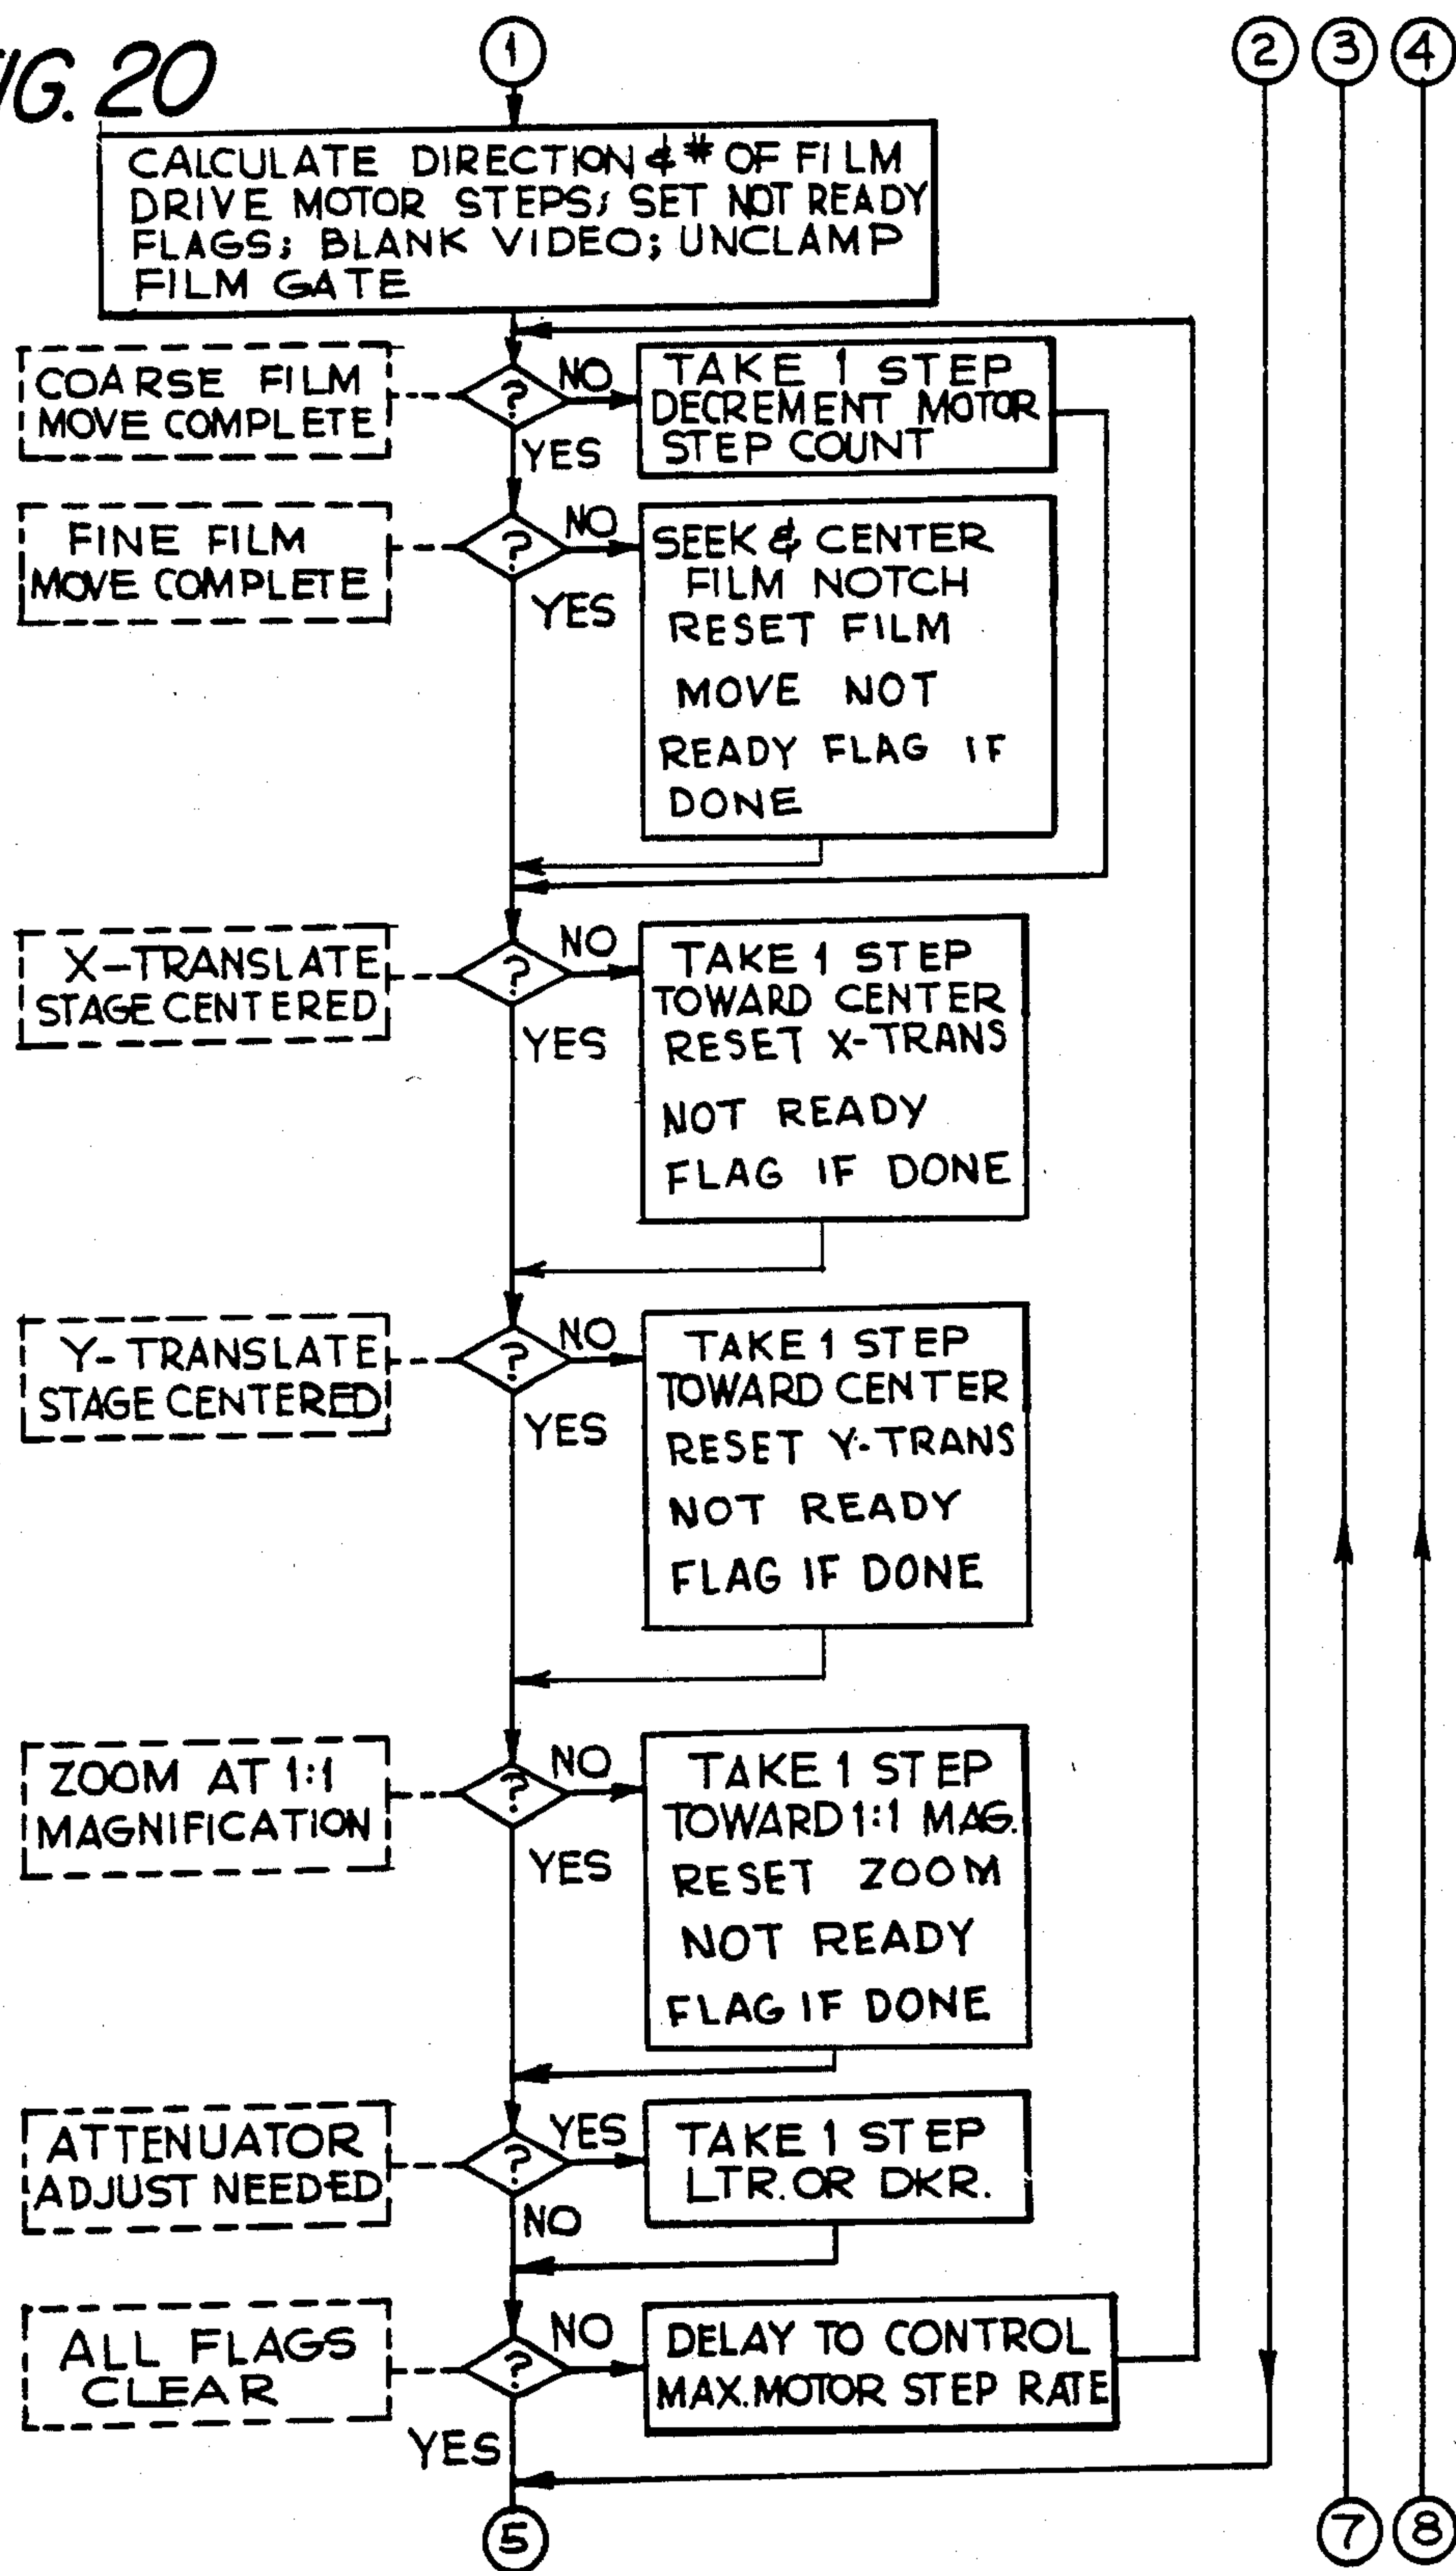 IG. 20
1
2
3
4
CALCULATE DIRECTION & # OF FILM
DRIVE MOTOR STEPS; SET NOT READY
FLAGS; BLANK VIDEO; UNCLAMP
FILM GATE
COARSE FILM
MOVE COMPLETE
?
NO
YES
TAKE 1 STEP
DECREMENT MOTOR
STEP COUNT
FINE FILM
MOVE COMPLETE
?
NO
YES
SEEK & CENTER
FILM NOTCH
RESET FILM
MOVE NOT
READY FLAG IF
DONE
X-TRANSLATE
STAGE CENTERED
?
NO
YES
TAKE 1 STEP
TOWARD CENTER
RESET X-TRANS
NOT READY
FLAG IF DONE
Y-TRANSLATE
STAGE CENTERED
?
NO
YES
TAKE 1 STEP
TOWARD CENTER
RESET Y-TRANS
NOT READY
FLAG IF DONE
ZOOM AT 1:1
MAGNIFICATION
?
NO
YES
TAKE 1 STEP
TOWARD 1:1 MAG.
RESET ZOOM
NOT READY
FLAG IF DONE
ATTENUATOR
ADJUST NEEDED
?
YES
NO
TAKE 1 STEP
LTR. OR DKR.
ALL FLAGS
CLEAR
?
NO
YES
DELAY TO CONTROL
MAX. MOTOR STEP RATE
5
7
8